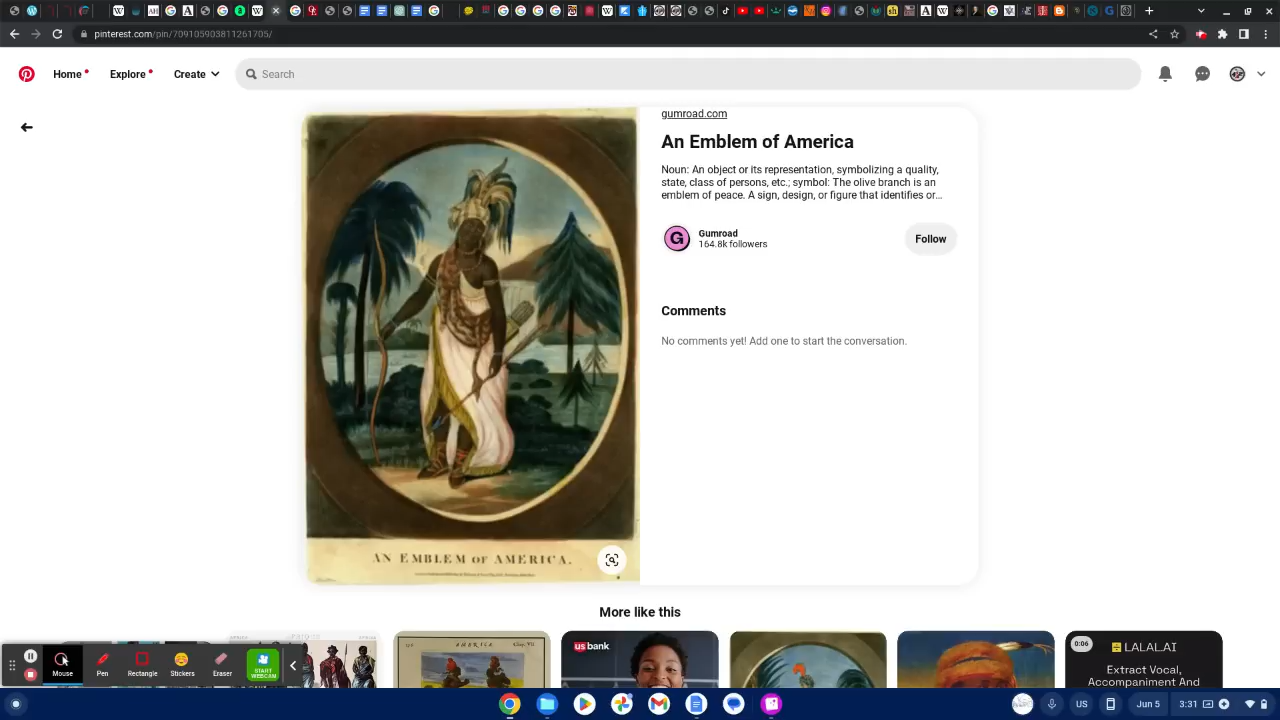 pinterest.com/pin/709105903811261705/
Home
Explore
Create
Search
gumroad.com
An Emblem of America
Noun: An object or its representation, symbolizing a quality,
state, class of persons, etc.; symbol: The olive branch is an
emblem of peace. A sign, design, or figure that identifies or…
G
Gumroad
164.8k followers
Follow
Comments
No comments yet! Add one to start the conversation.
AN EMBLEM OF AMERICA.
More like this
AMERICA
us bank
0:06
LALAL.AI
Extract Vocal,
Accompaniment And
Mouse
Pen
Rectangle
Stickers
Eraser
START
WEBCAM
US
Jun 5
3:31